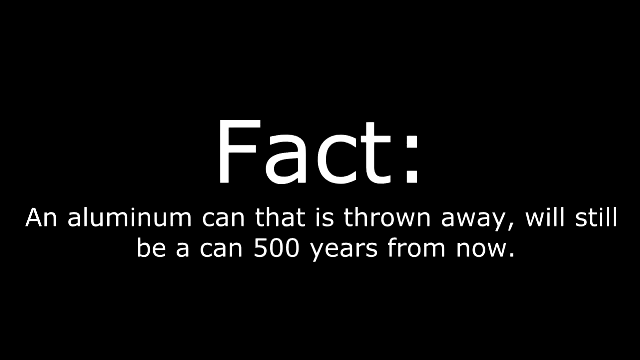 Fact:
An aluminum can that is thrown away, will still
be a can 500 years from now.